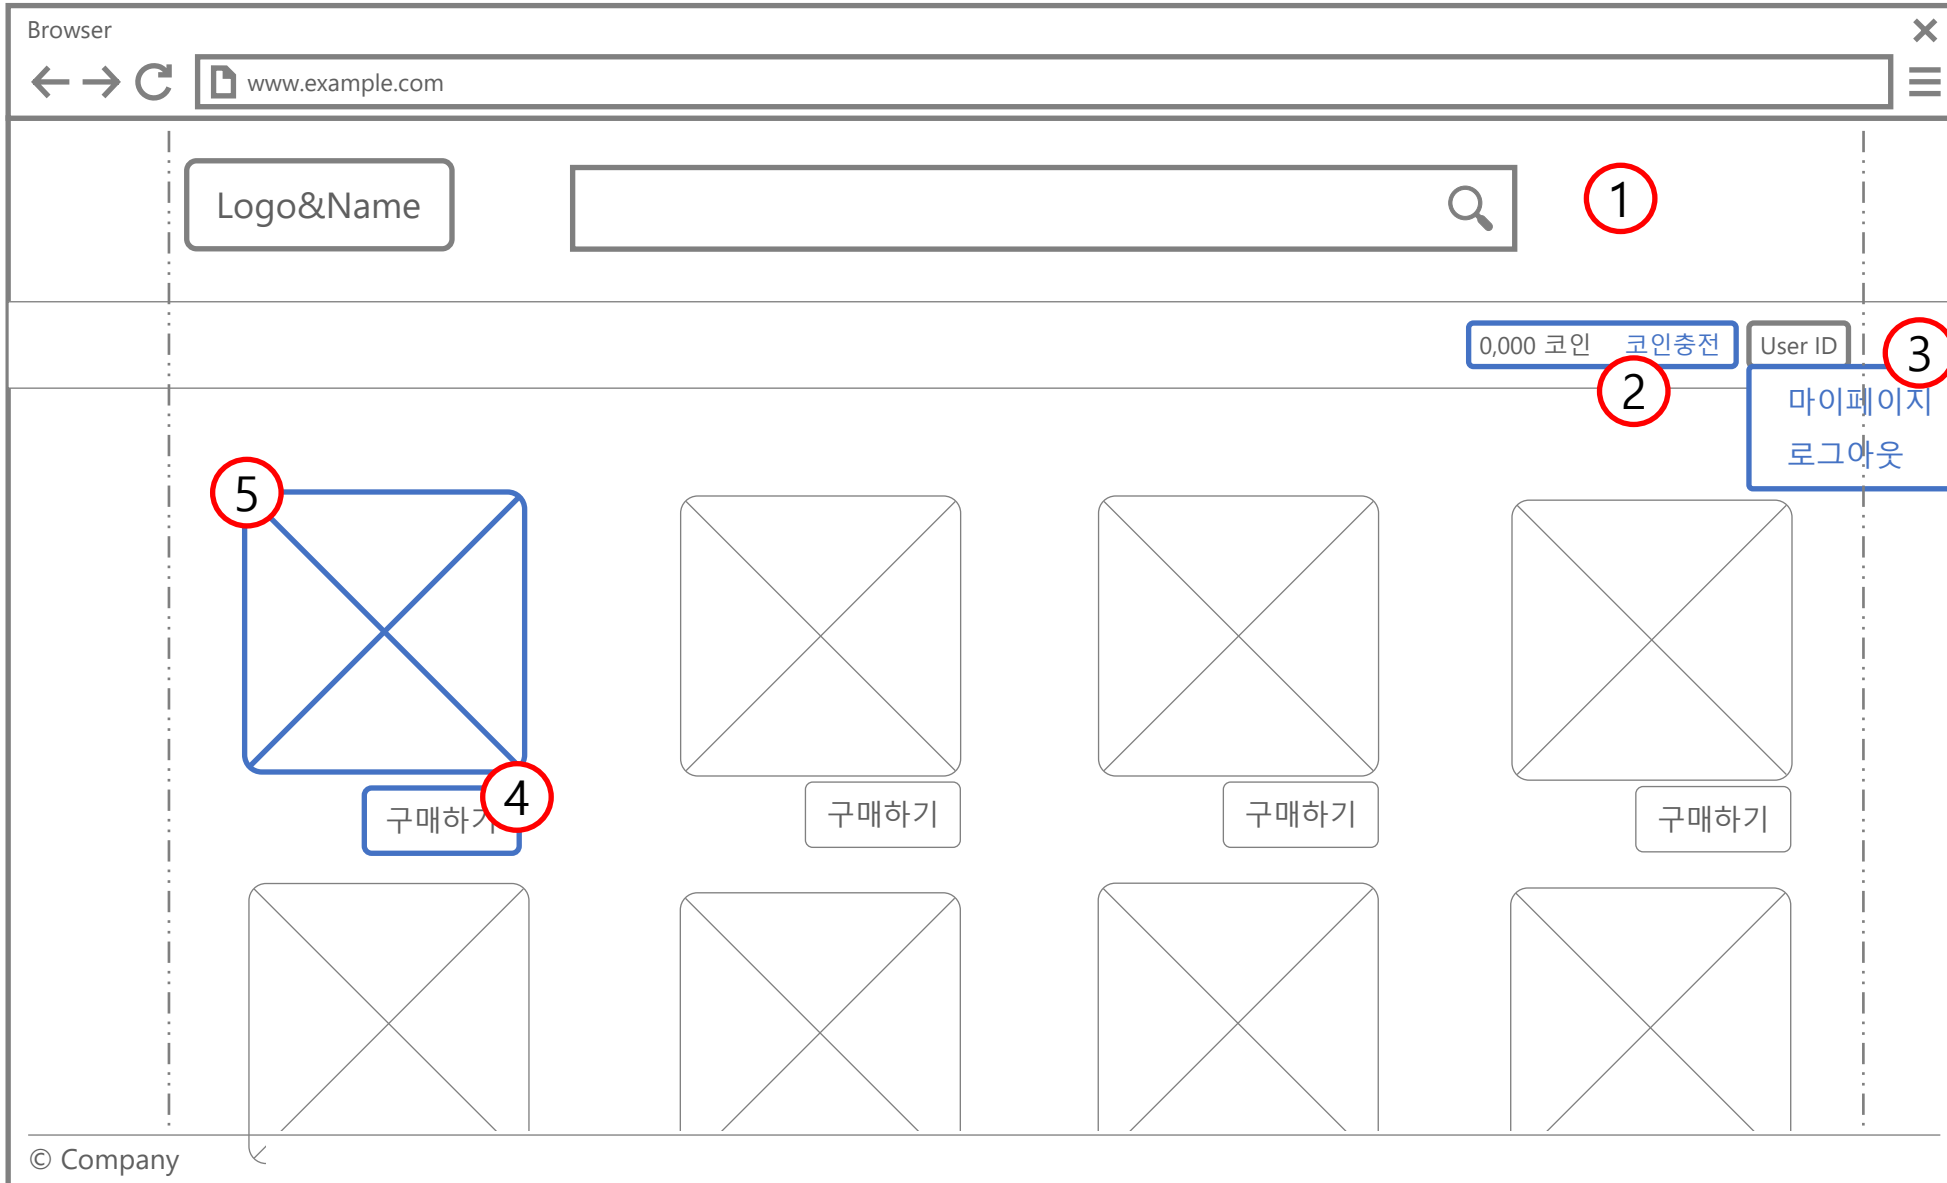 Browser
www.example.com
Logo&Name
1
0,000 코인 코인충전 User ID 3
2
마이페이지
로그아웃
5
구매하기 4 구매하기 구매하기 구매하기
© Company